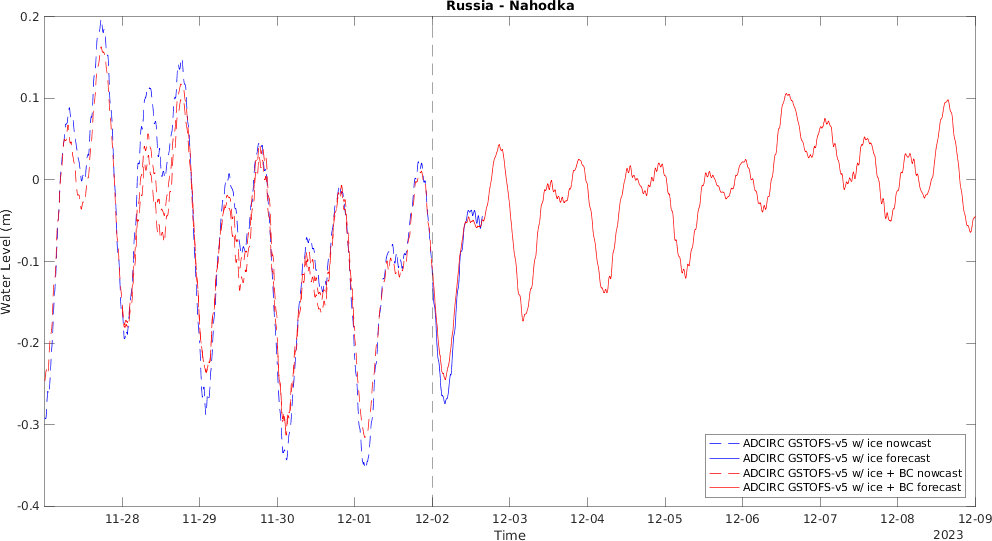 Russia - Nahodka
Water Level (m)
0.2
0.1
0
-0.1
-0.2
-0.3
-0.4
ADCIRC GSTOFS-v5 w/ ice nowcast
ADCIRC GSTOFS-v5 w/ ice forecast
ADCIRC GSTOFS-v5 w/ ice + BC nowcast
ADCIRC GSTOFS-v5 w/ ice + BC forecast
11-28 11-29 11-30 12-01 12-02 12-03 12-04 12-05 12-06 12-07 12-08 12-09
Time
2023